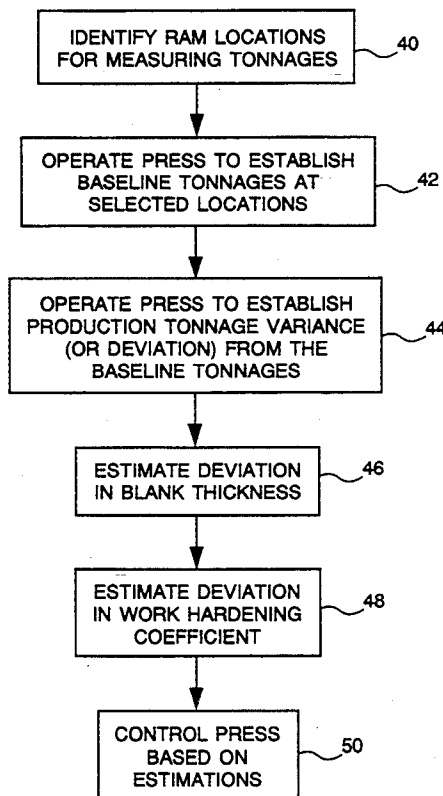 IDENTIFY RAM LOCATIONS
FOR MEASURING TONNAGES
40
OPERATE PRESS TO ESTABLISH
BASELINE TONNAGES AT
SELECTED LOCATIONS
42
OPERATE PRESS TO ESTABLISH
PRODUCTION TONNAGE VARIANCE
(OR DEVIATION) FROM THE
BASELINE TONNAGES
44
ESTIMATE DEVIATION
IN BLANK THICKNESS
46
ESTIMATE DEVIATION
IN WORK HARDENING
COEFFICIENT
48
CONTROL PRESS
BASED ON
ESTIMATIONS
50